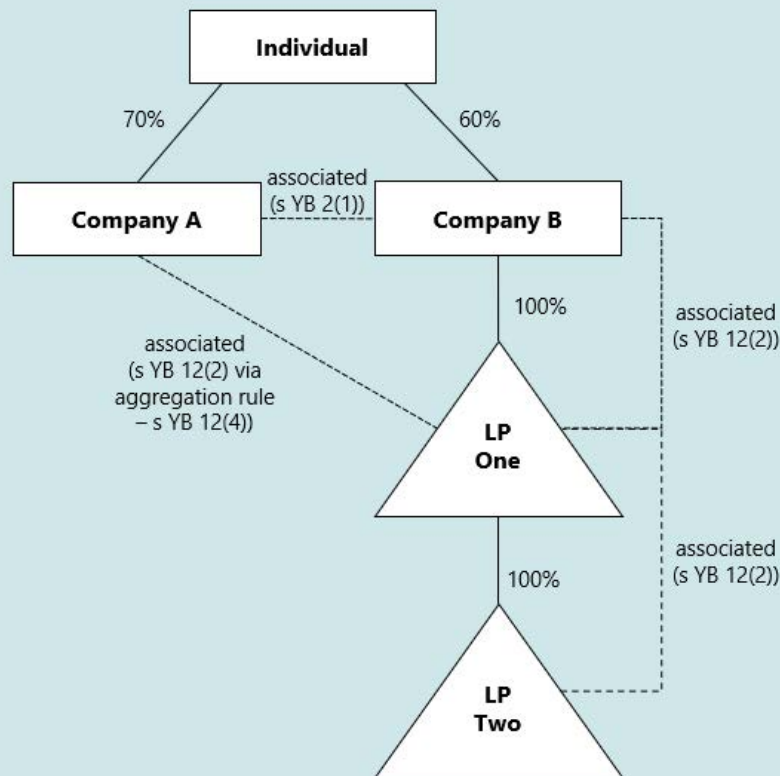 Individual
70%
60%
associated
(s YB 2(1))
Company A
Company B
100%
associated
(s YB 12(2))
associated
(s YB 12(2) via
aggregation rule
– s YB 12(4))
LP
One
associated
(s YB 12(2))
100%
LP
Two